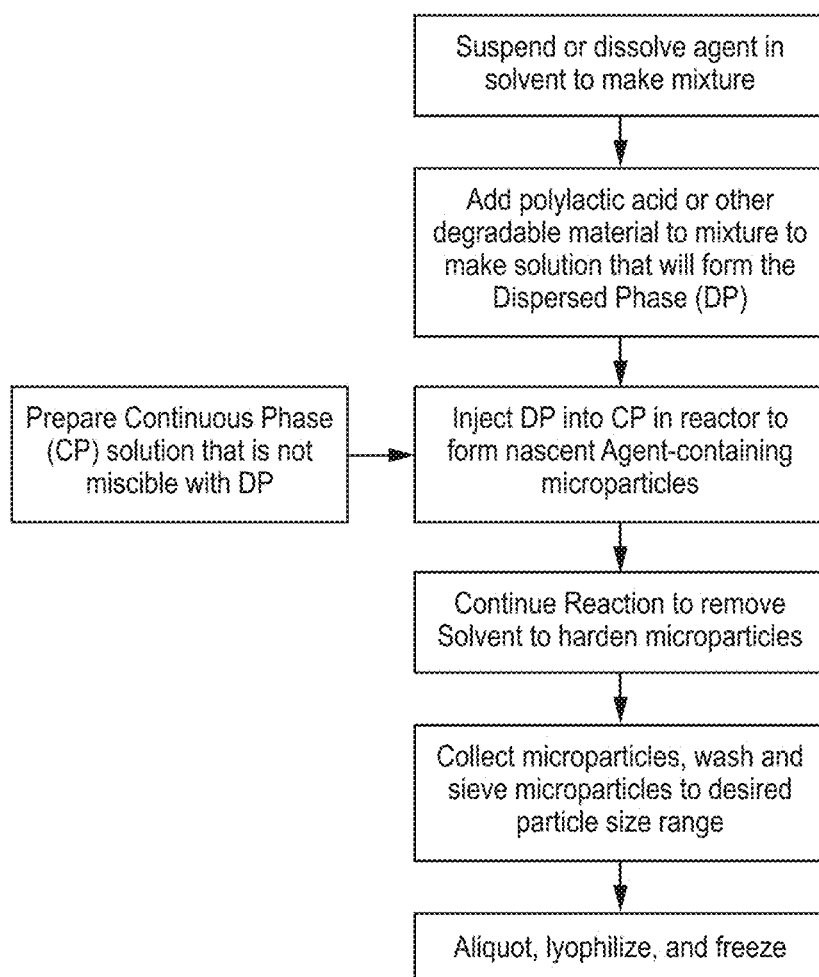 Suspend or dissolve agent in
solvent to make mixture
Add polylactic acid or other
degradable material to mixture to
make solution that will form the
Dispersed Phase (DP)
Prepare Continuous Phase
(CP) solution that is not
miscible with DP
Inject DP into CP in reactor to
form nascent Agent-containing
microparticles
Continue Reaction to remove
Solvent to harden microparticles
Collect microparticles, wash and
sieve microparticles to desired
particle size range
Aliquot, lyophilize, and freeze